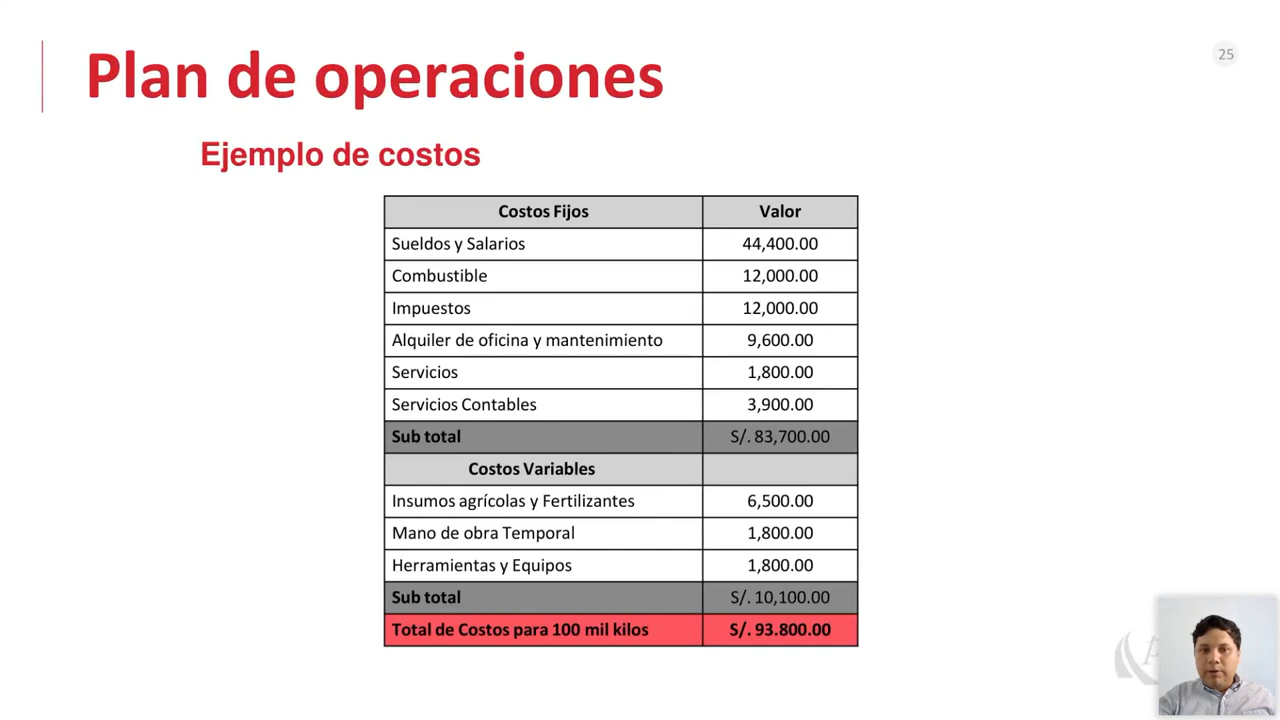 25
Plan de operaciones
Ejemplo de costos
Costos Fijos Valor
Sueldos y Salarios 44,400.00
Combustible 12,000.00
Impuestos 12,000.00
Alquiler de oficina y mantenimiento 9,600.00
Servicios 1,800.00
Servicios Contables 3,900.00
Sub total S/. 83,700.00
Costos Variables
Insumos agrícolas y Fertilizantes 6,500.00
Mano de obra Temporal 1,800.00
Herramientas y Equipos 1,800.00
Sub total S/. 10,100.00
Total de Costos para 100 mil kilos S/. 93.800.00